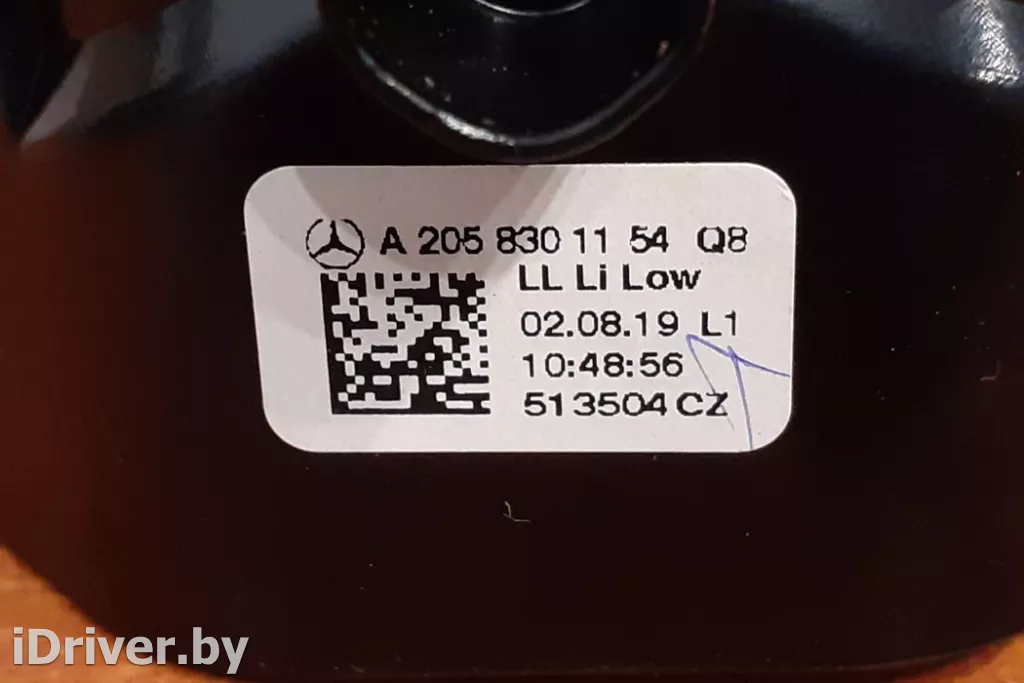 A 205 830 11 54 Q8
LL Li Low
02.08.19 L1
10:48:56
513504 CZ
iDriver.by